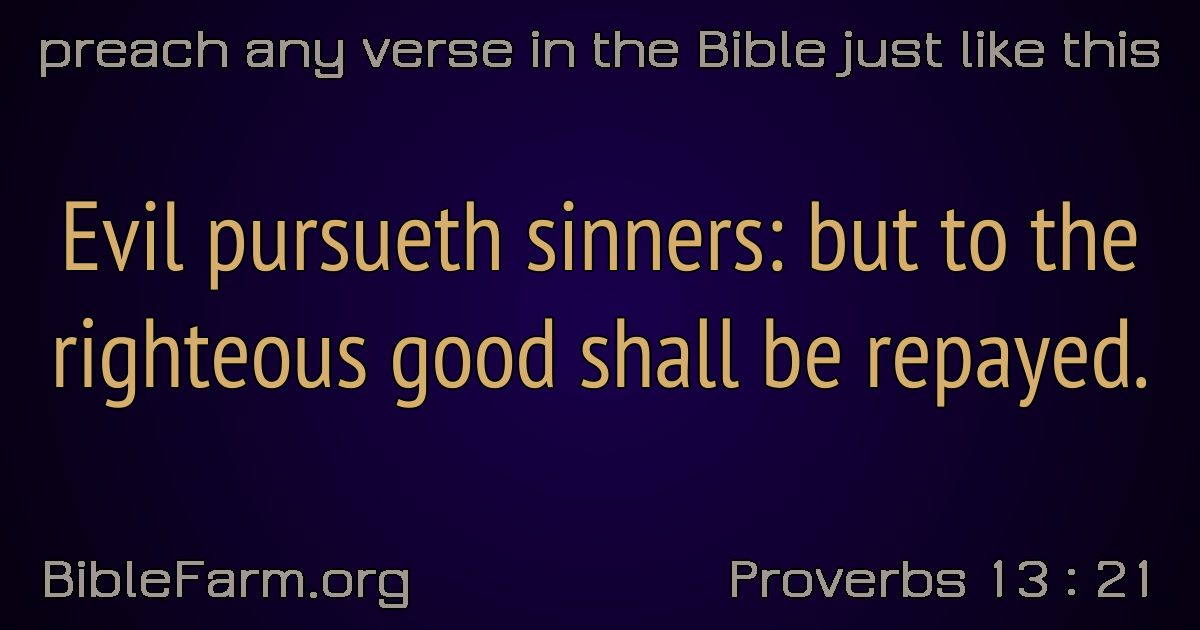 preach any verse in the Bible just like this
Evil pursueth sinners: but to the
righteous good shall be repayed.
BibleFarm.org
Proverbs 13 : 21